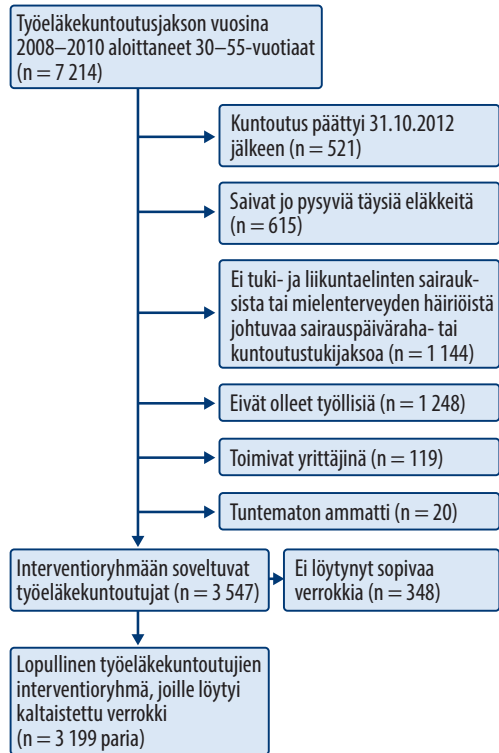 Työeläkekuntoutusjakson vuosina
2008–2010 aloittaneet 30–55-vuotiaat
(n = 7 214)
Kuntoutus päättyi 31.10.2012
jälkeen (n = 521)
Saivat jo pysyviä täysiä eläkkeitä
(n = 615)
Ei tuki- ja liikuntaelinten sairauk-
sista tai mielenterveyden häiriöistä
johtuvaa sairauspäiväraha- tai
kuntoutustukijaksoa (n = 1 144)
Eivät olleet työllisiä (n = 1 248)
Toimivat yrittäjinä (n = 119)
Tuntematon ammatti (n = 20)
Interventioryhmään soveltuvat
työeläkekuntoutujat (n = 3 547)
Ei löytynyt sopivaa
verrokkia (n = 348)
Lopullinen työeläkekuntoutujien
interventioryhmä, joille löytyi
kaltaistettu verrokki
(n = 3 199 paria)